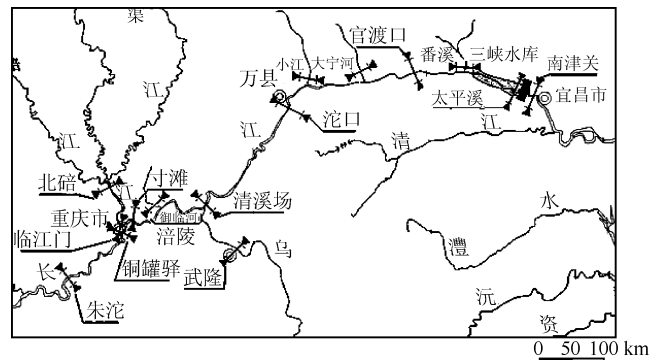 渠
江
江
江
北碚
重庆市
临江门
长
朱沱
铜罐驿
寸滩
御临河
涪陵
清溪场
武隆
乌
江
万县
沱口
小江
大宁河
官渡口
番溪
三峡水库
南津关
太平溪
宜昌市
清
江
水
澧
沅
资
0 50 100 km